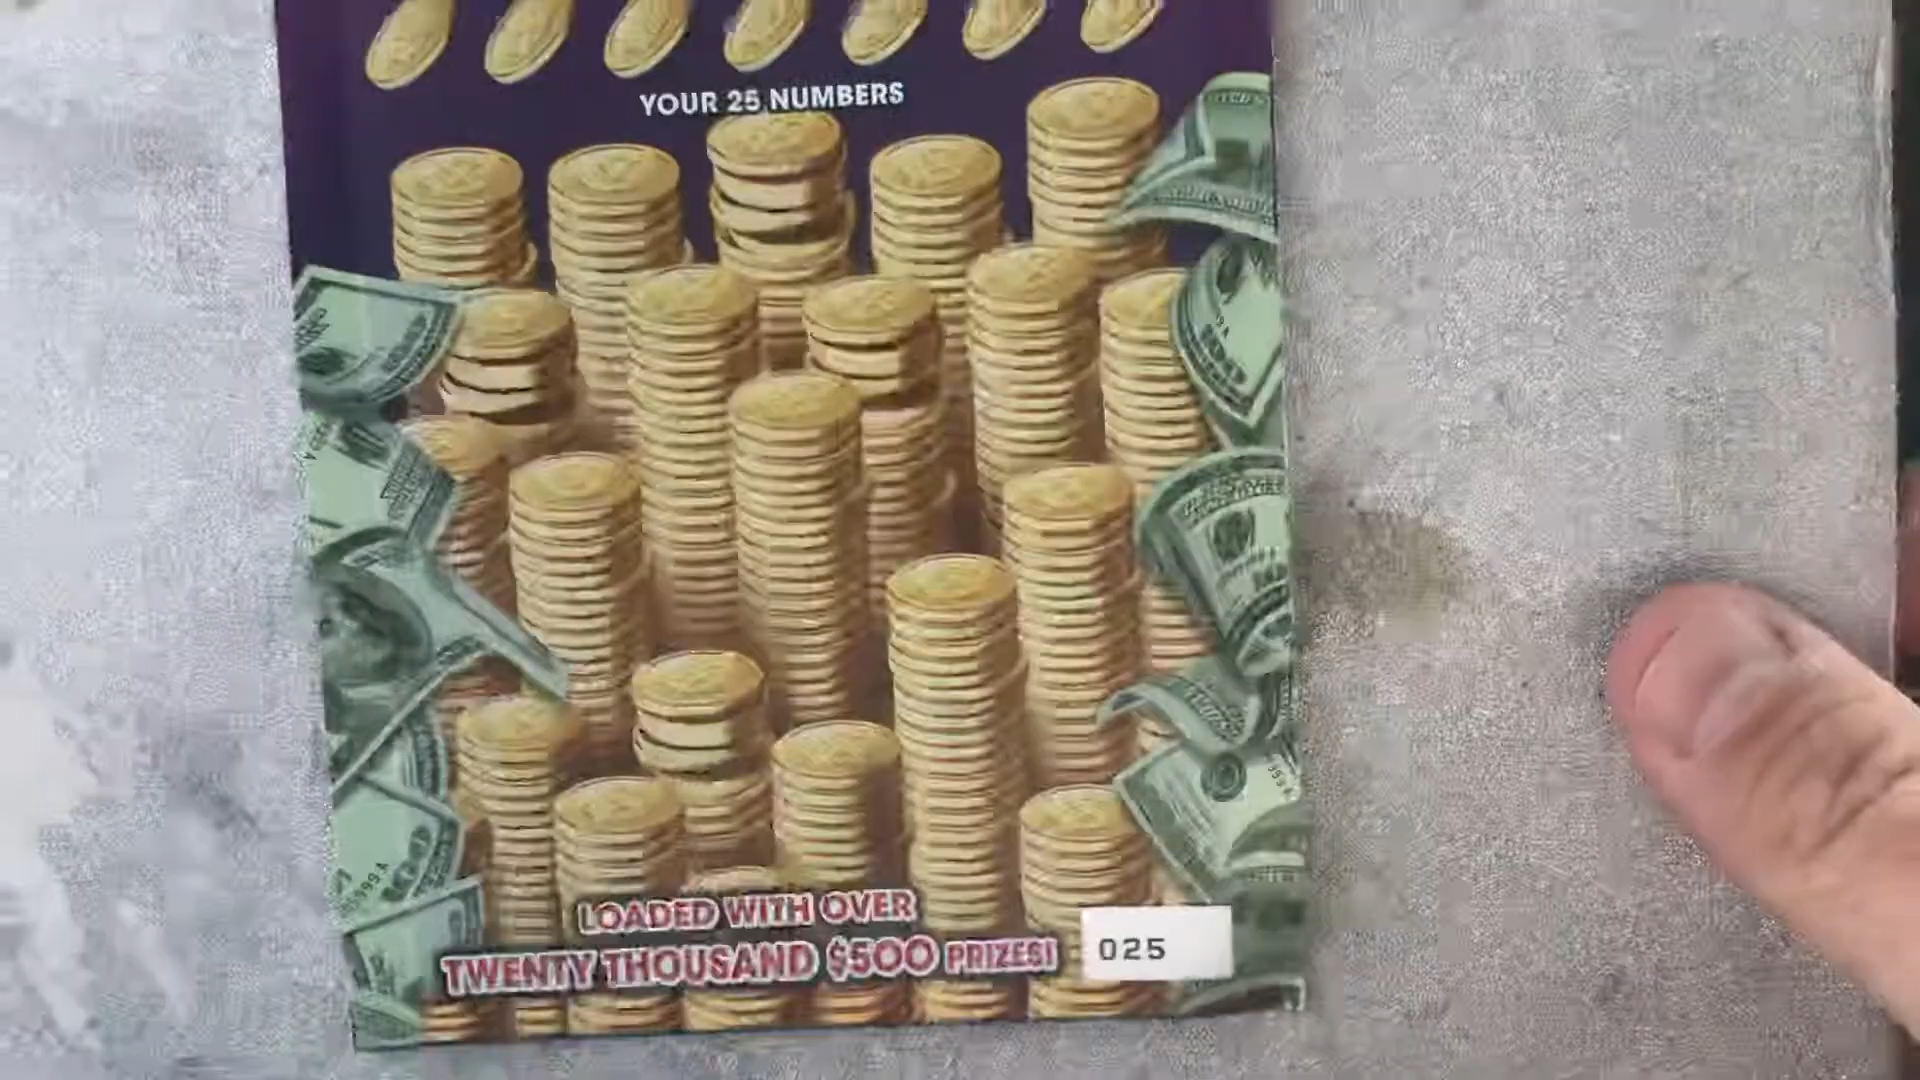 YOUR 25 NUMBERS
LOADED WITH OVER
TWENTY THOUSAND $500 PRIZES!
025